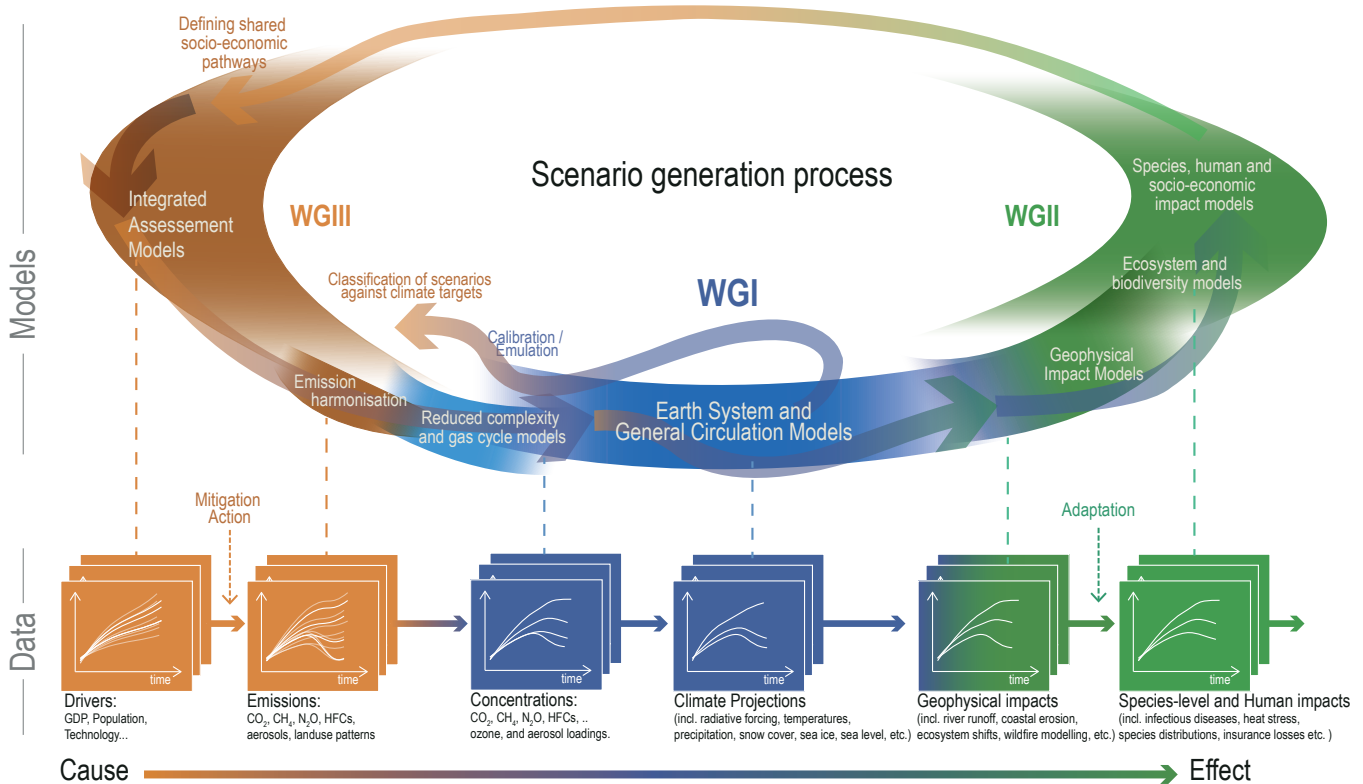 Defining shared
socio-economic
pathways
Models
Scenario generation process
Species, human and
socio-economic
impact models
Integrated
Assessement
Models
WGIII
WGII
Ecosystem and
biodiversity models
Classification of scenarios
against climate targets
WGI
Calibration /
Emulation
Geophysical
Impact Models
Emission
harmonisation
Reduced complexity
and gas cycle models
Earth System and
General Circulation Models
Mitigation
Action
Adaptation
Data
time
time
time
time
time
time
Drivers:
GDP, Population,
Technology...
Emissions:
CO₂, CH₄, N₂O, HFCs,
aerosols, landuse patterns
Concentrations:
CO₂, CH₄, N₂O, HFCs, ..
ozone, and aerosol loadings.
Climate Projections
(incl. radiative forcing, temperatures,
precipitation, snow cover, sea ice, sea level, etc.)
Geophysical impacts
(incl. river runoff, coastal erosion,
ecosystem shifts, wildfire modelling, etc.)
Species-level and Human impacts
(incl. infectious diseases, heat stress,
species distributions, insurance losses etc. )
Cause
Effect